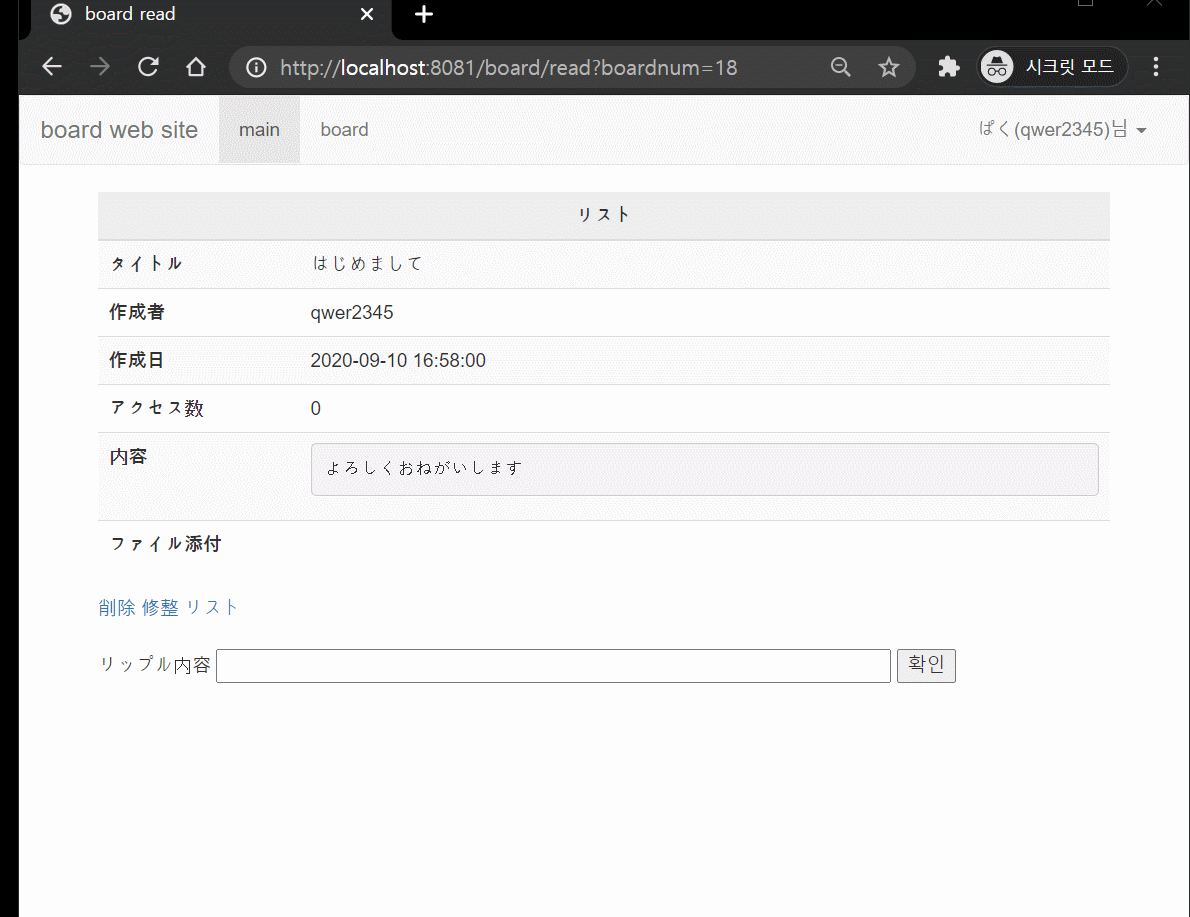 board read
http://localhost:8081/board/read?boardnum=18
시크릿 모드
board web site main board ぱく(qwer2345)님
リスト
タイトル はじめまして
作成者 qwer2345
作成日 2020-09-10 16:58:00
アクセス数 0
内容 よろしくおねがいします
ファイル添付
削除 修整 リスト
リップル内容 확인